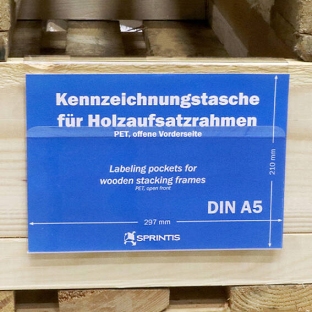 Kennzeichnungstasche
für Holzaufsatzrahmen
PET, offene Vorderseite
Labeling pockets for
wooden stacking frames
PET, open front
DIN A5
297 mm
210 mm
SPRINTIS